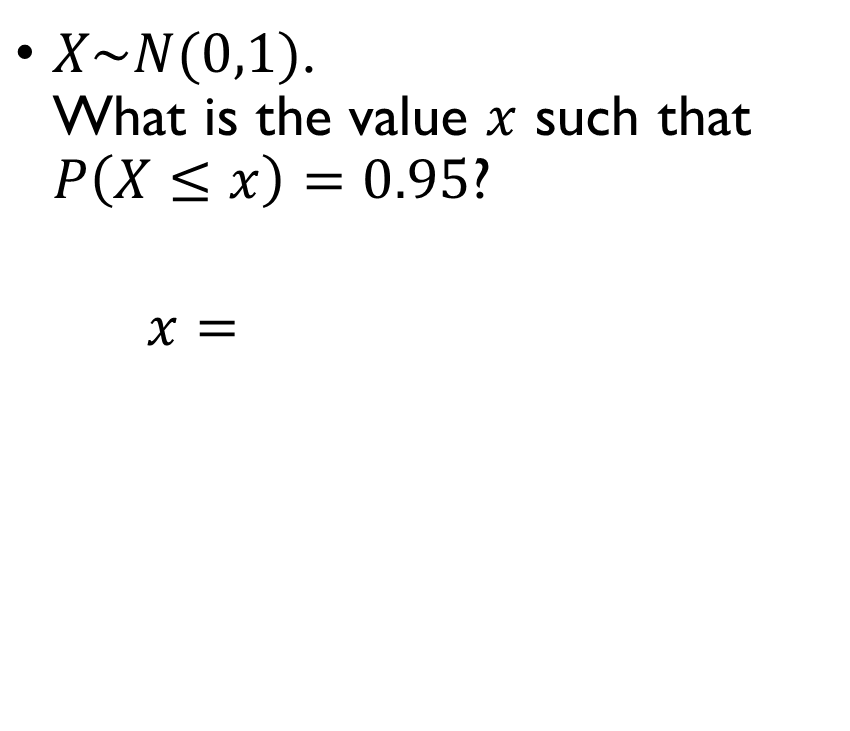 • X~N(0,1).
What is the value x such that
P(X ≤ x) = 0.95?
x =